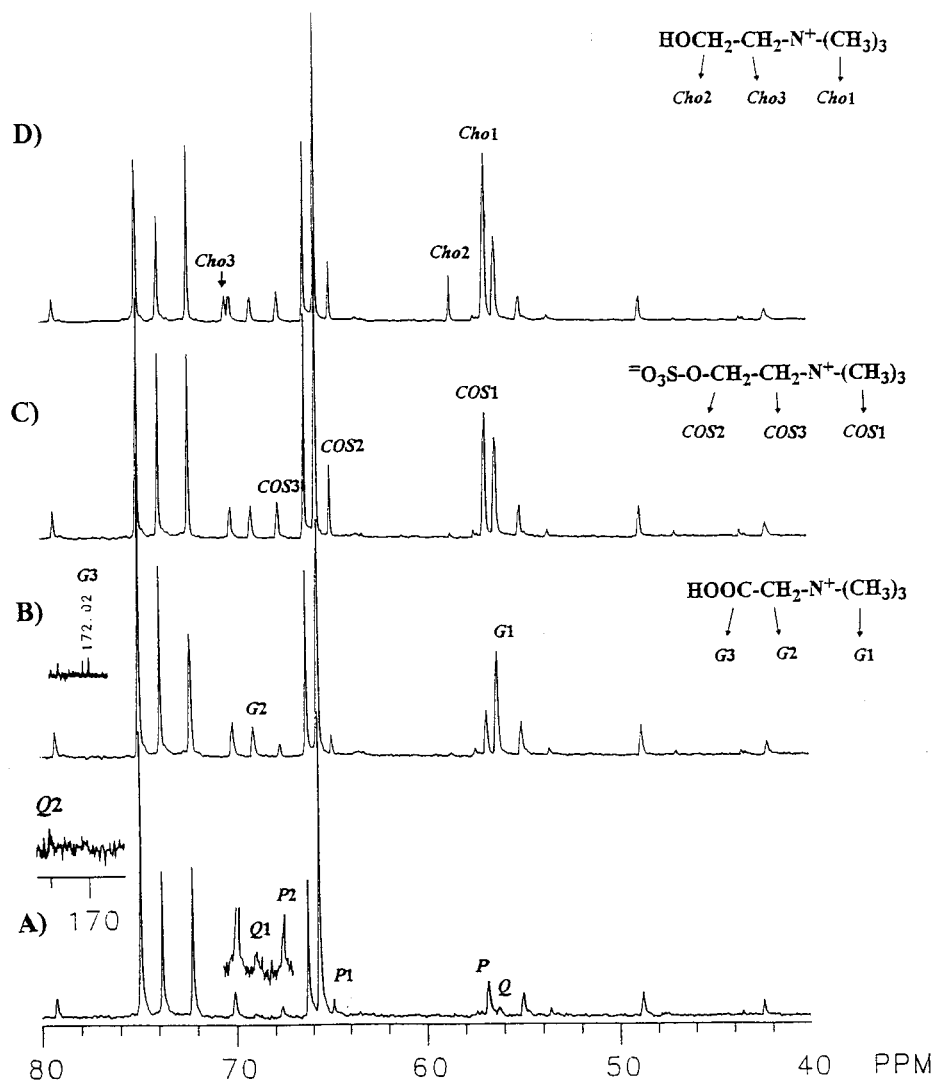 HOCH₂-CH₂-N⁺-(CH₃)₃
Cho2 Cho3 Cho1
D)
Cho1
Cho3
Cho2
⁼O₃S-O-CH₂-CH₂-N⁺-(CH₃)₃
COS2 COS3 COS1
C)
COS1
COS2
COS3
G3
172.02
HOOC-CH₂-N⁺-(CH₃)₃
G3 G2 G1
B)
G1
G2
Q2
170
A)
P2
Q1
P1
P
Q
80 70 60 50 40 PPM